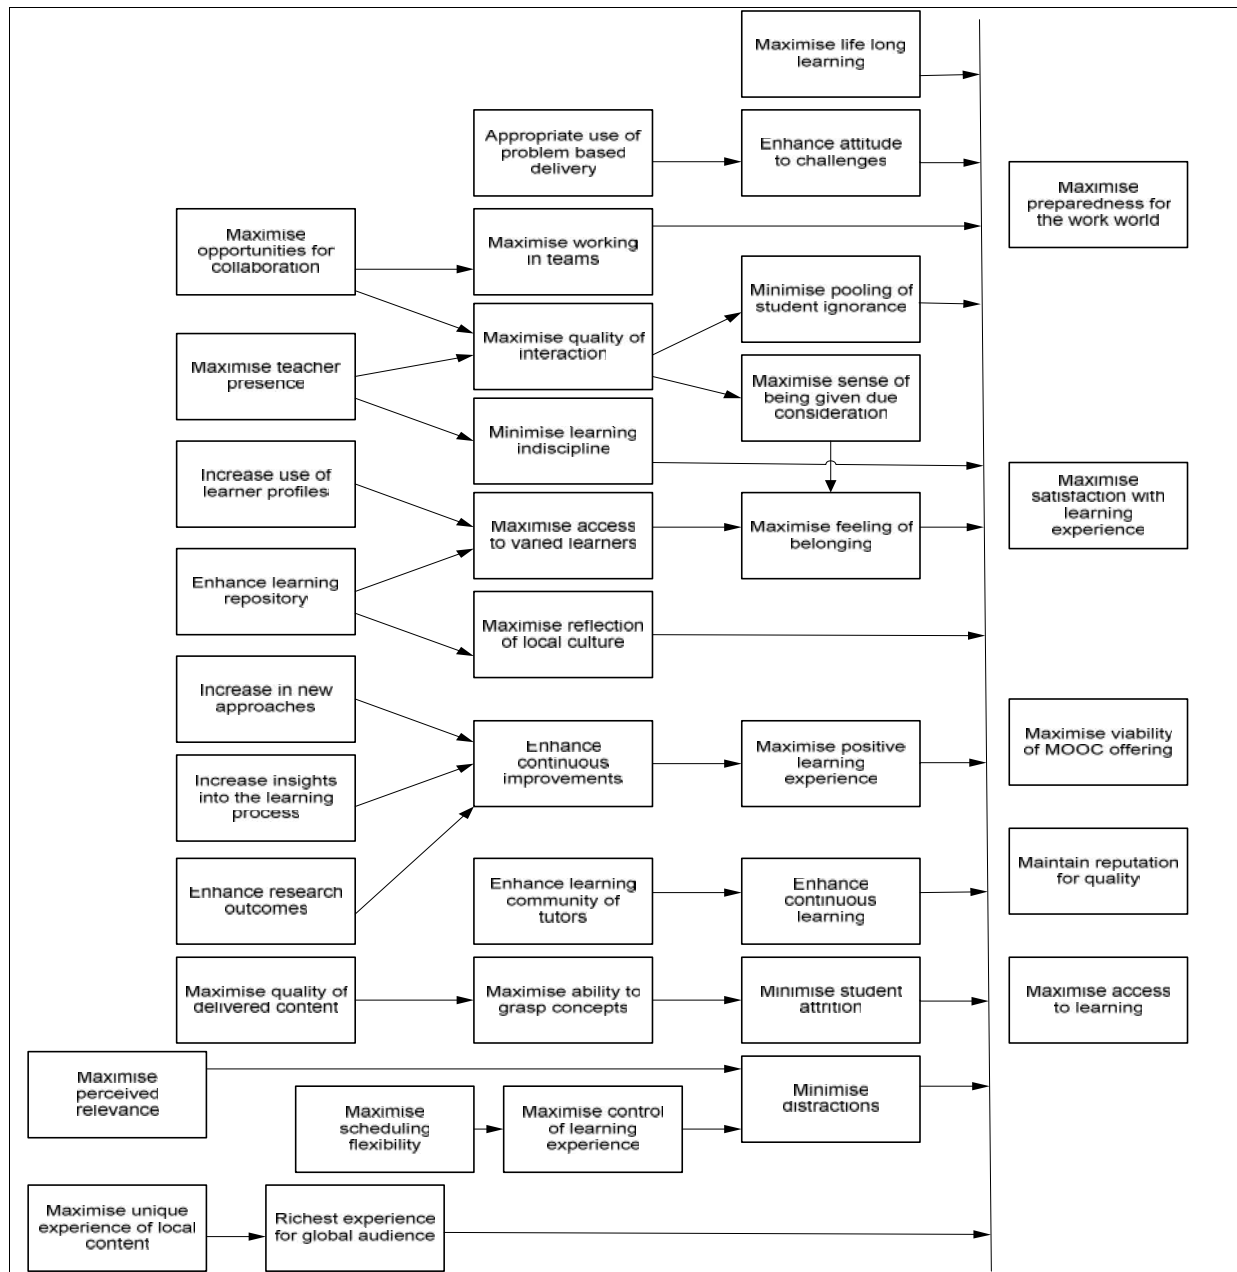 Maximise life long
learning
Appropriate use of
problem based
delivery
Enhance attitude
to challenges
Maximise
preparedness for
the work world
Maximise
opportunities for
collaboration
Maximise working
in teams
Minimise pooling of
student ignorance
Maximise quality of
interaction
Maximise teacher
presence
Maximise sense of
being given due
consideration
Minimise learning
indiscipline
Increase use of
learner profiles
Maximise
satisfaction with
learning
experience
Maximise access
to varied learners
Maximise feeling of
belonging
Enhance learning
repository
Maximise reflection
of local culture
Increase in new
approaches
Enhance
continuous
improvements
Maximise positive
learning
experience
Maximise viability
of MOOC offering
Increase insights
into the learning
process
Enhance research
outcomes
Enhance learning
community of
tutors
Enhance
continuous
learning
Maintain reputation
for quality
Maximise quality of
delivered content
Maximise ability to
grasp concepts
Minimise student
attrition
Maximise access
to learning
Maximise
perceived
relevance
Maximise
scheduling
flexibility
Maximise control
of learning
experience
Minimise
distractions
Maximise unique
experience of local
content
Richest experience
for global audience